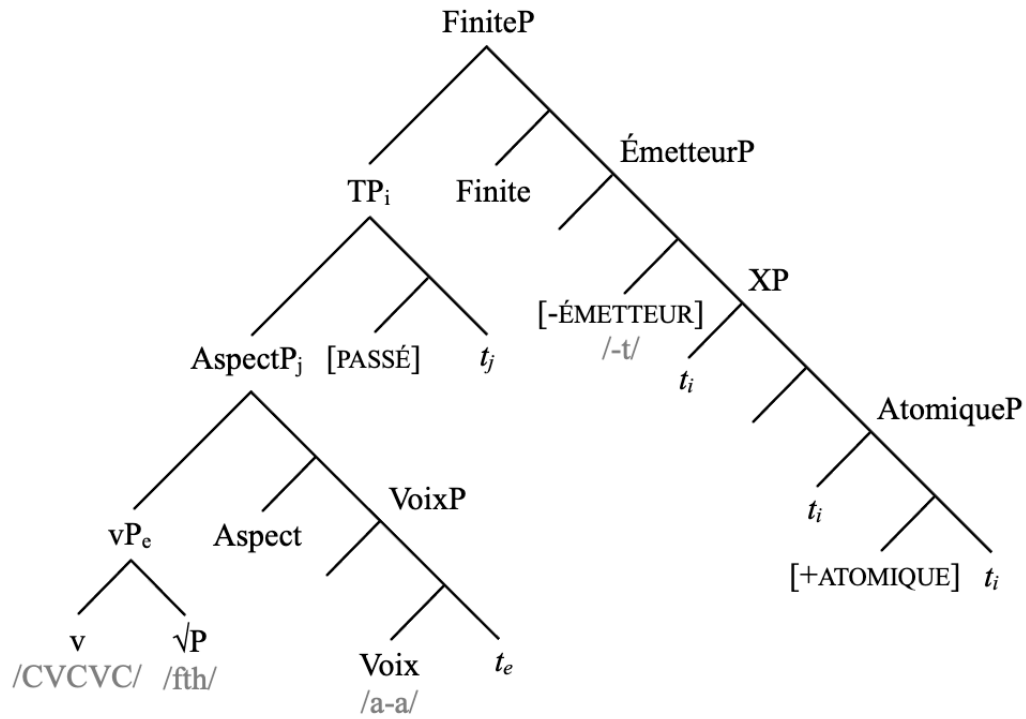 FiniteP
ÉmetteurP
TPᵢ Finite
XP
[-ÉMETTEUR]
/-t/
AspectPⱼ [PASSÉ] tⱼ
tᵢ
AtomiqueP
VoixP
tᵢ
vPₑ Aspect
[+ATOMIQUE] tᵢ
v √P
/CVCVC/ /fth/
Voix tₑ
/a-a/